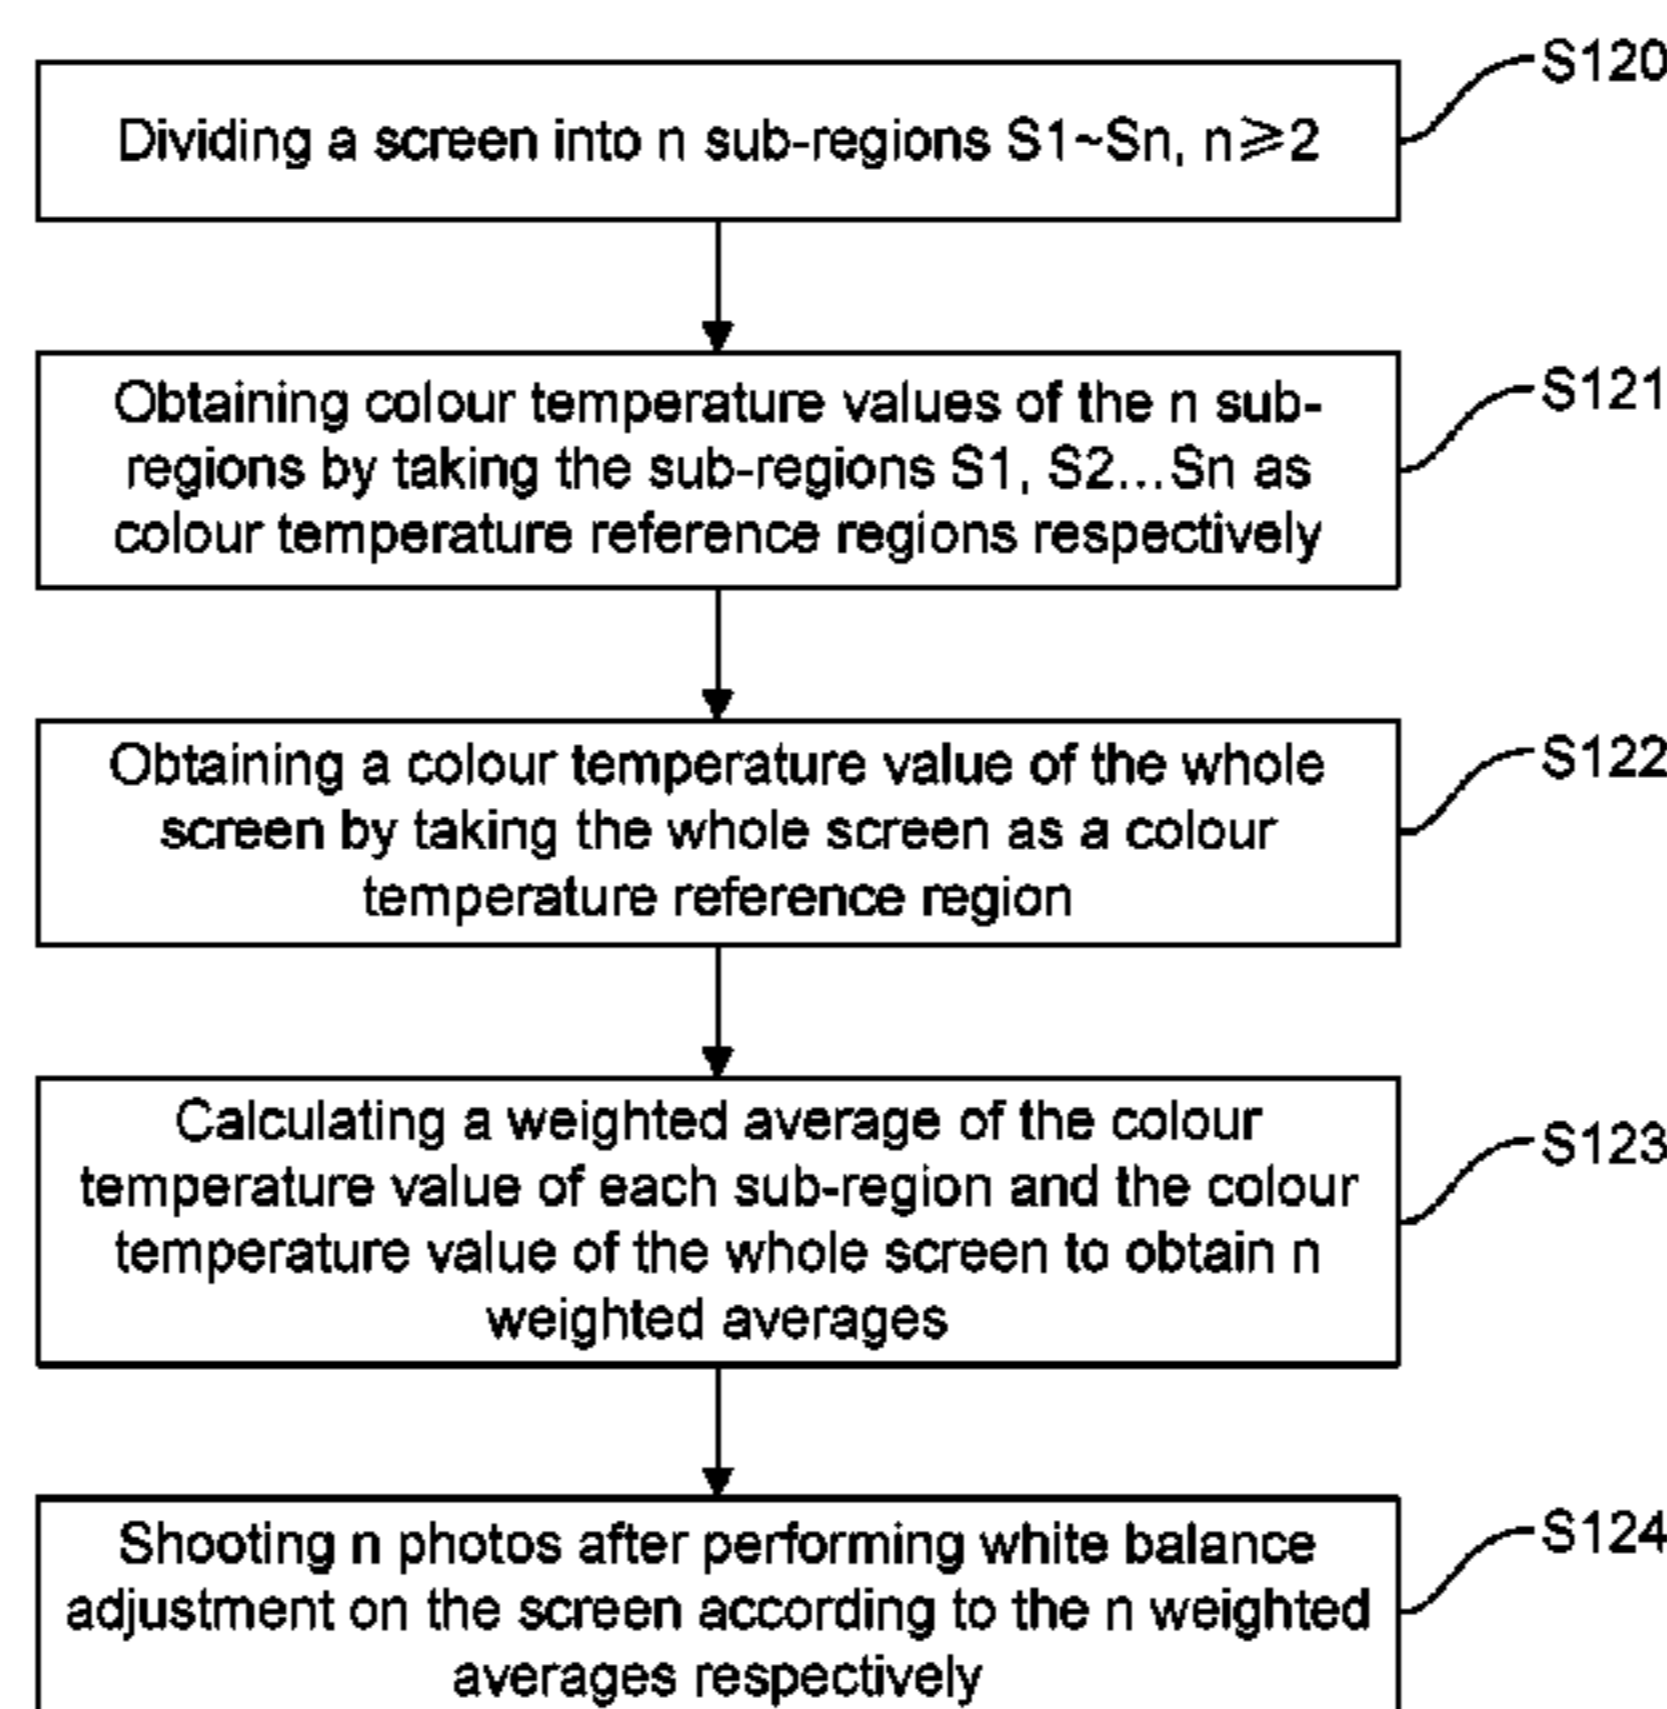 S120
Dividing a screen into n sub-regions S1~Sn, n⩾2
S121
Obtaining colour temperature values of the n sub-
regions by taking the sub-regions S1, S2...Sn as
colour temperature reference regions respectively
S122
Obtaining a colour temperature value of the whole
screen by taking the whole screen as a colour
temperature reference region
S123
Calculating a weighted average of the colour
temperature value of each sub-region and the colour
temperature value of the whole screen to obtain n
weighted averages
S124
Shooting n photos after performing white balance
adjustment on the screen according to the n weighted
averages respectively